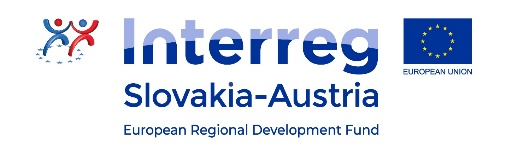 Interreg
EUROPEAN UNION
Slovakia-Austria
European Regional Development Fund